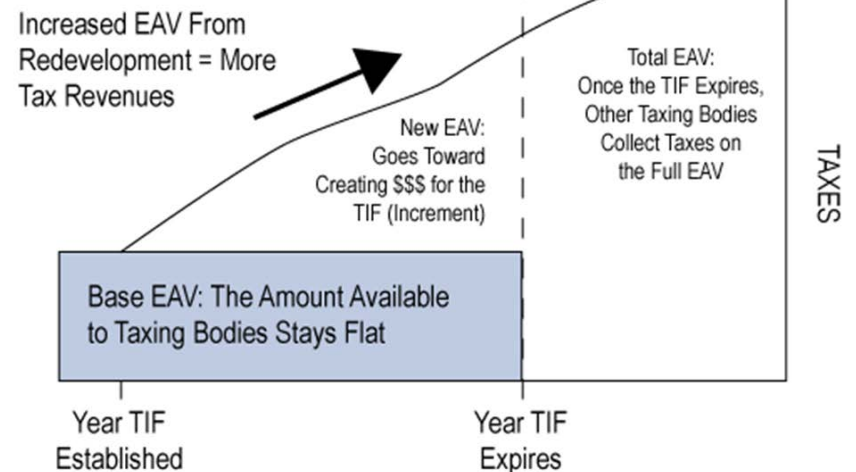 Increased EAV From
Redevelopment = More
Tax Revenues
New EAV:
Goes Toward
Creating $$$ for the
TIF (Increment)
Total EAV:
Once the TIF Expires,
Other Taxing Bodies
Collect Taxes on
the Full EAV
TAXES
Base EAV: The Amount Available
to Taxing Bodies Stays Flat
Year TIF
Established
Year TIF
Expires